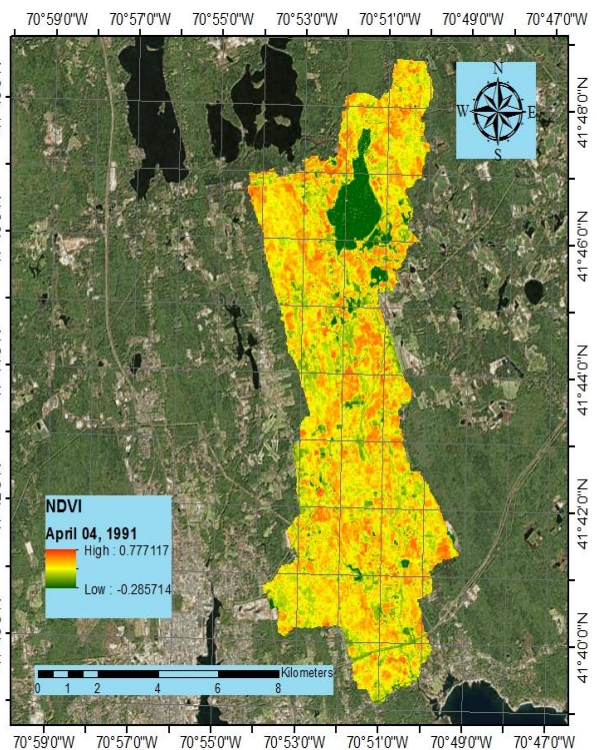 70°59'0"W 70°55'0"W 70°53'0"W 70°51'0"W 70°49'0"W 70°47'0"W
N
W E
S
41°48'0"N
41°46'0"N
41°44'0"N
41°42'0"N
41°40'0"N
NDVI
April 04, 1991
High : 0.777117
Low : -0.285714
Kilometers
0 1 2 4 6 8
70°59'0"W 70°57'0"W 70°55'0"W 70°53'0"W 70°51'0"W 70°49'0"W 70°47'0"W